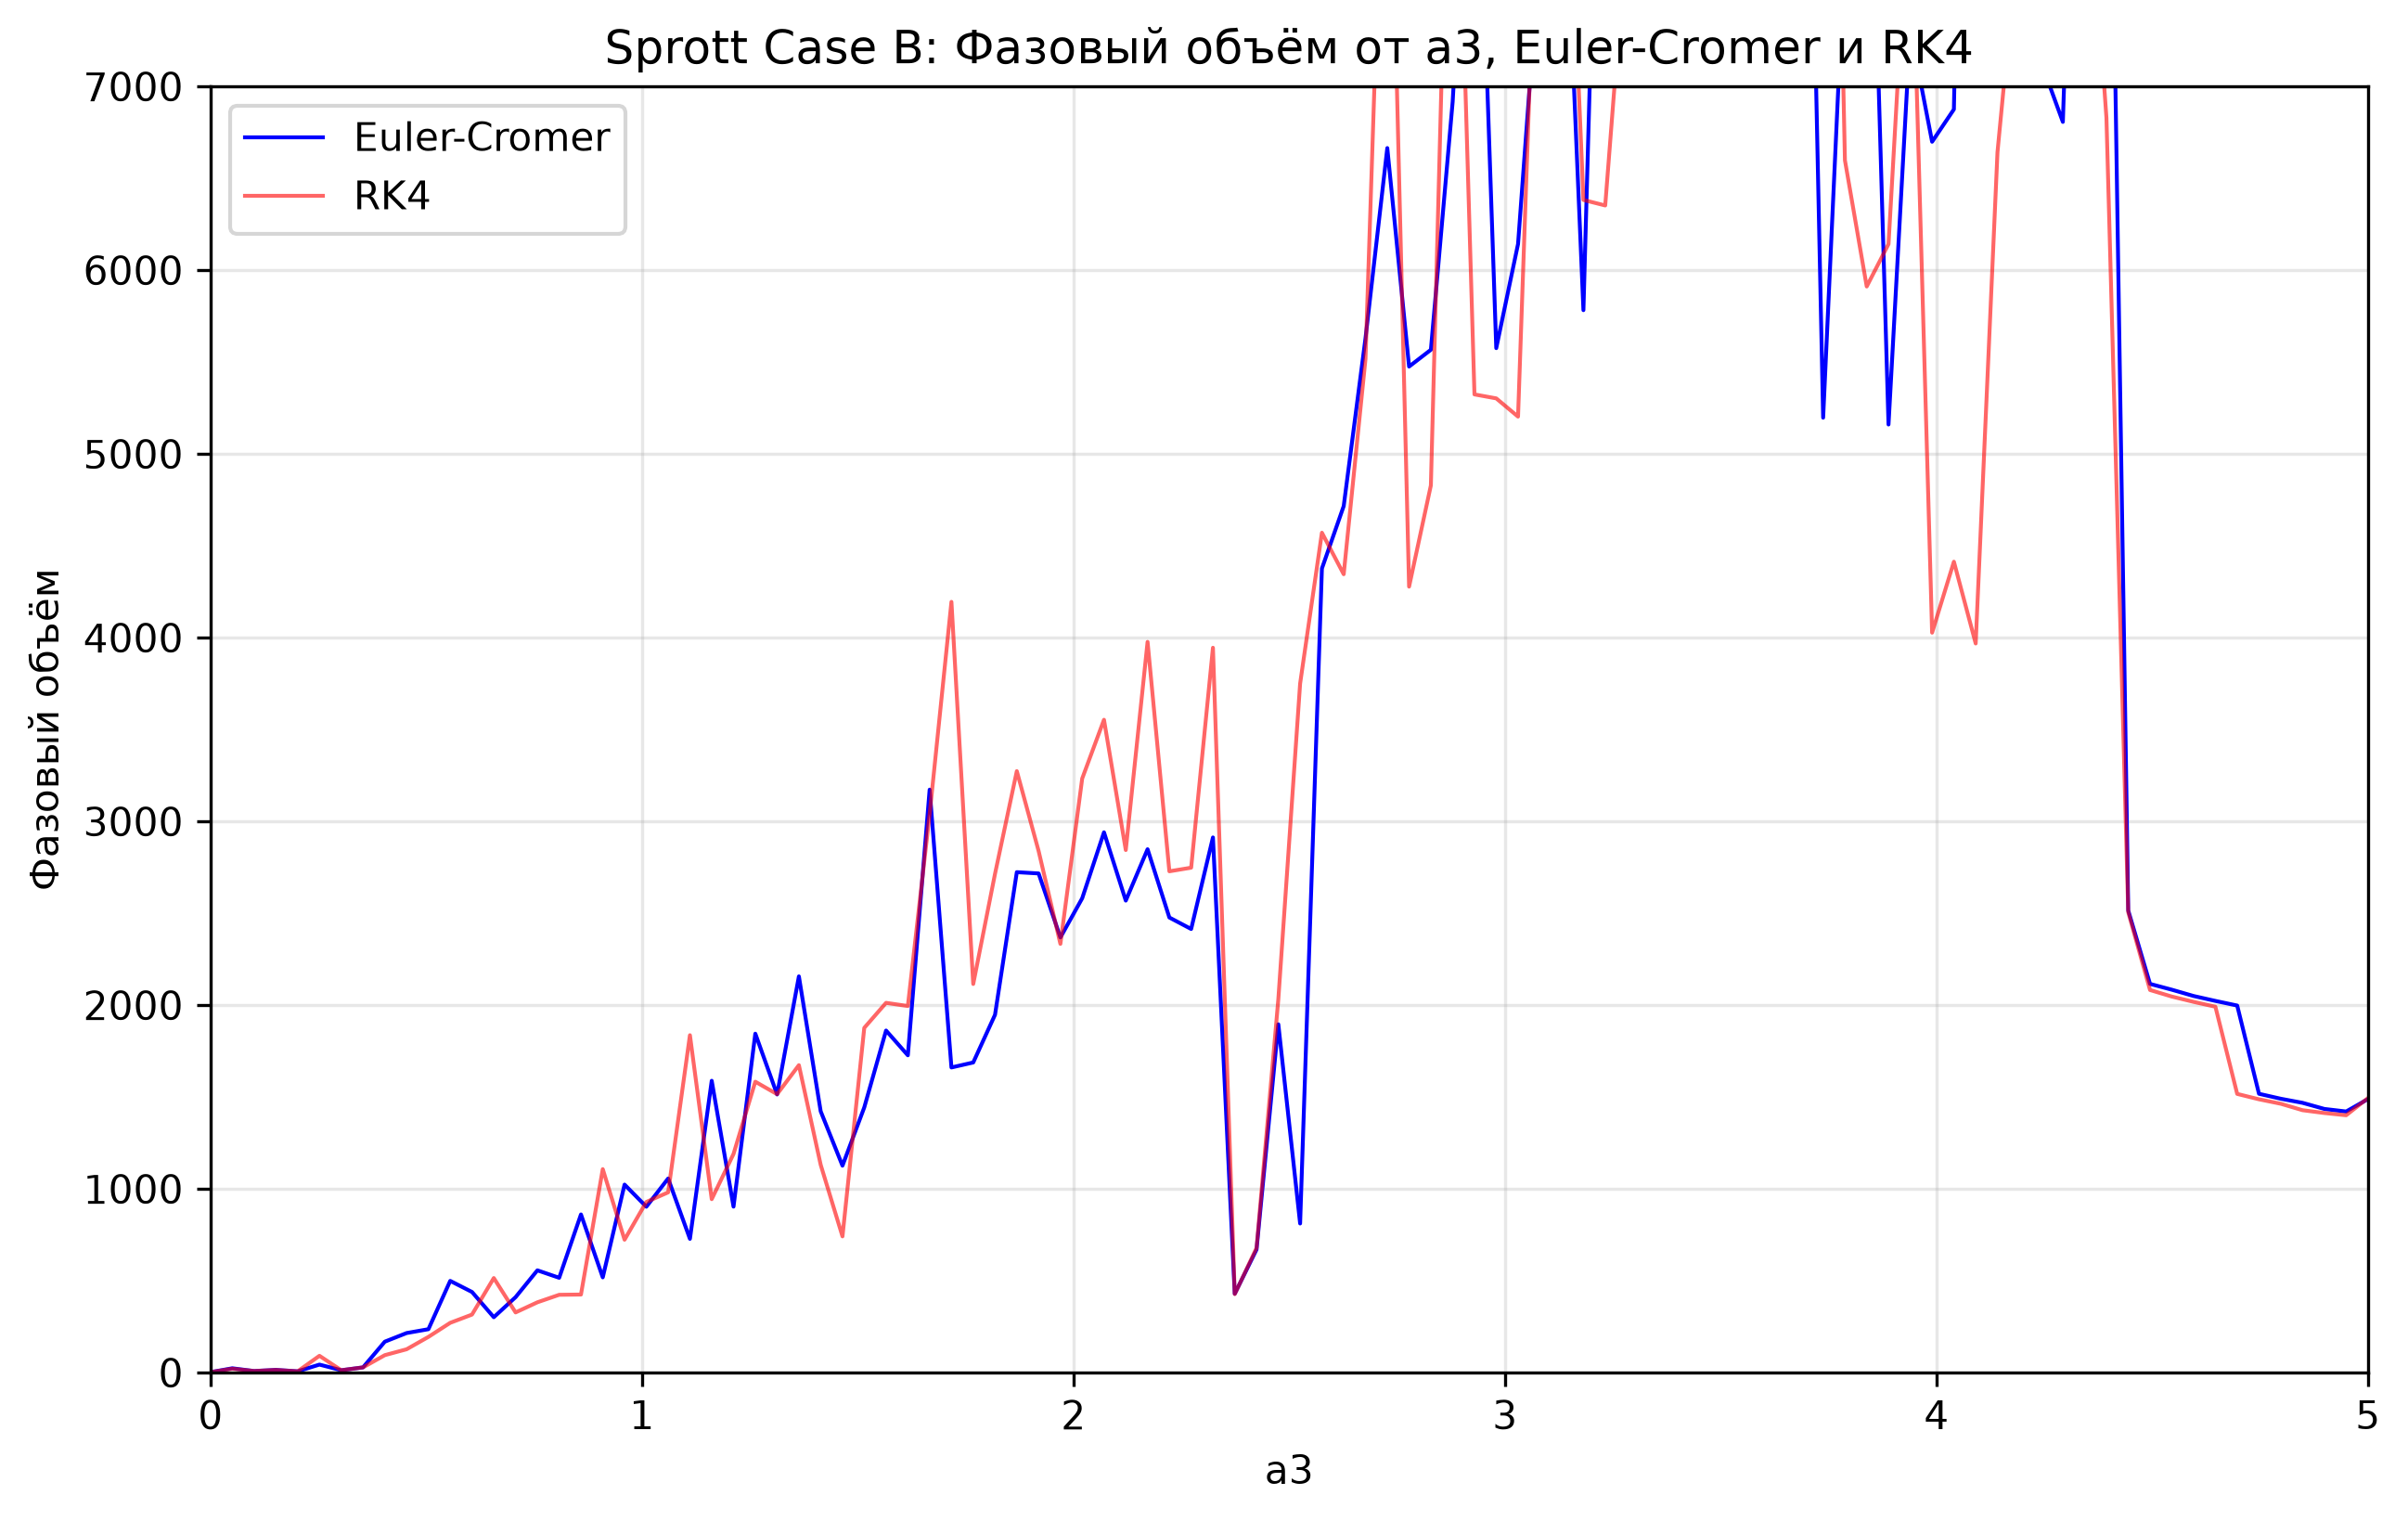 Sprott Case B: Фазовый объём от a3, Euler-Cromer и RK4
7000
6000
5000
4000
3000
2000
1000
0
Euler-Cromer
RK4
Фазовый объём
0 1 2 3 4 5
a3